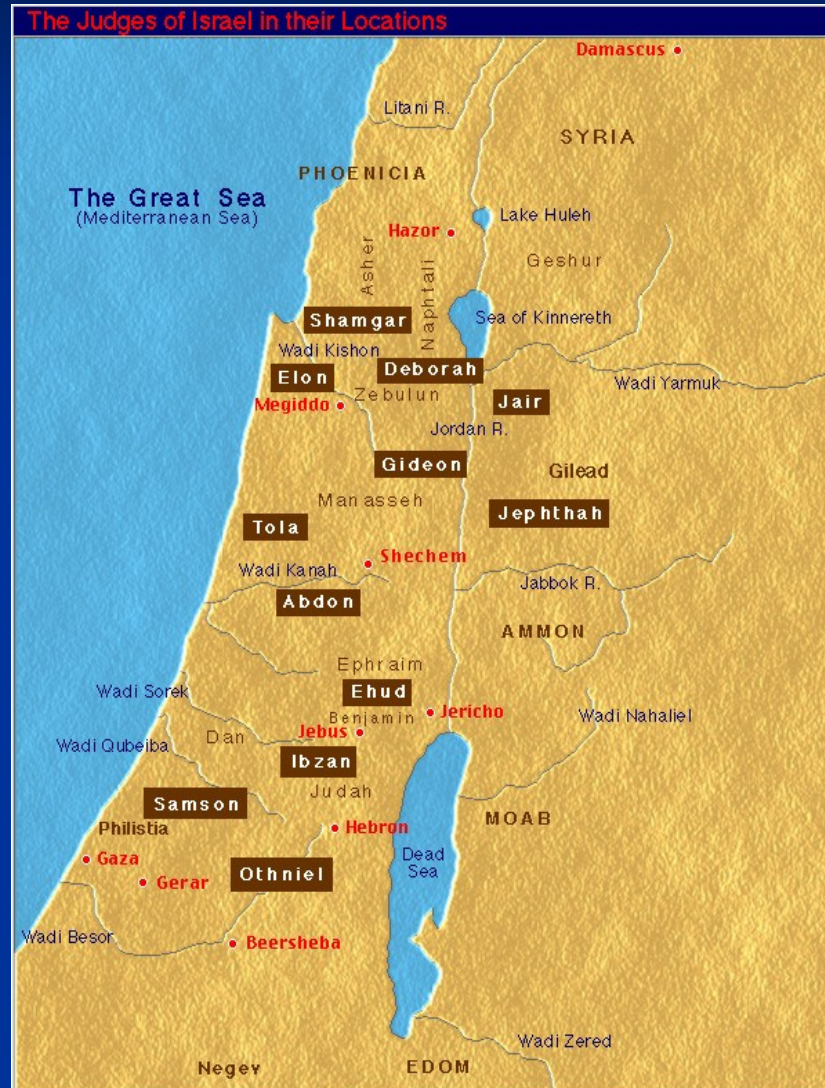 The Judges of Israel in their Locations
Damascus
Litani R.
SYRIA
PHOENICIA
The Great Sea
(Mediterranean Sea)
Lake Huleh
Hazor
Asher
Naphtali
Geshur
Shamgar
Sea of Kinnereth
Wadi Kishon
Elon
Deborah
Wadi Yarmuk
Zebulun
Jair
Megiddo
Jordan R.
Gideon
Gilead
Manasseh
Jephthah
Tola
Shechem
Wadi Kanah
Jabbok R.
Abdon
AMMON
Ephraim
Wadi Sorek
Ehud
Jericho
Benjamin
Wadi Nahaliel
Jebus
Dan
Wadi Qubeiba
Ibzan
Judah
Samson
MOAB
Philistia
Hebron
Gaza
Dead
Sea
Othniel
Gerar
Wadi Besor
Beersheba
Wadi Zered
Negev
EDOM